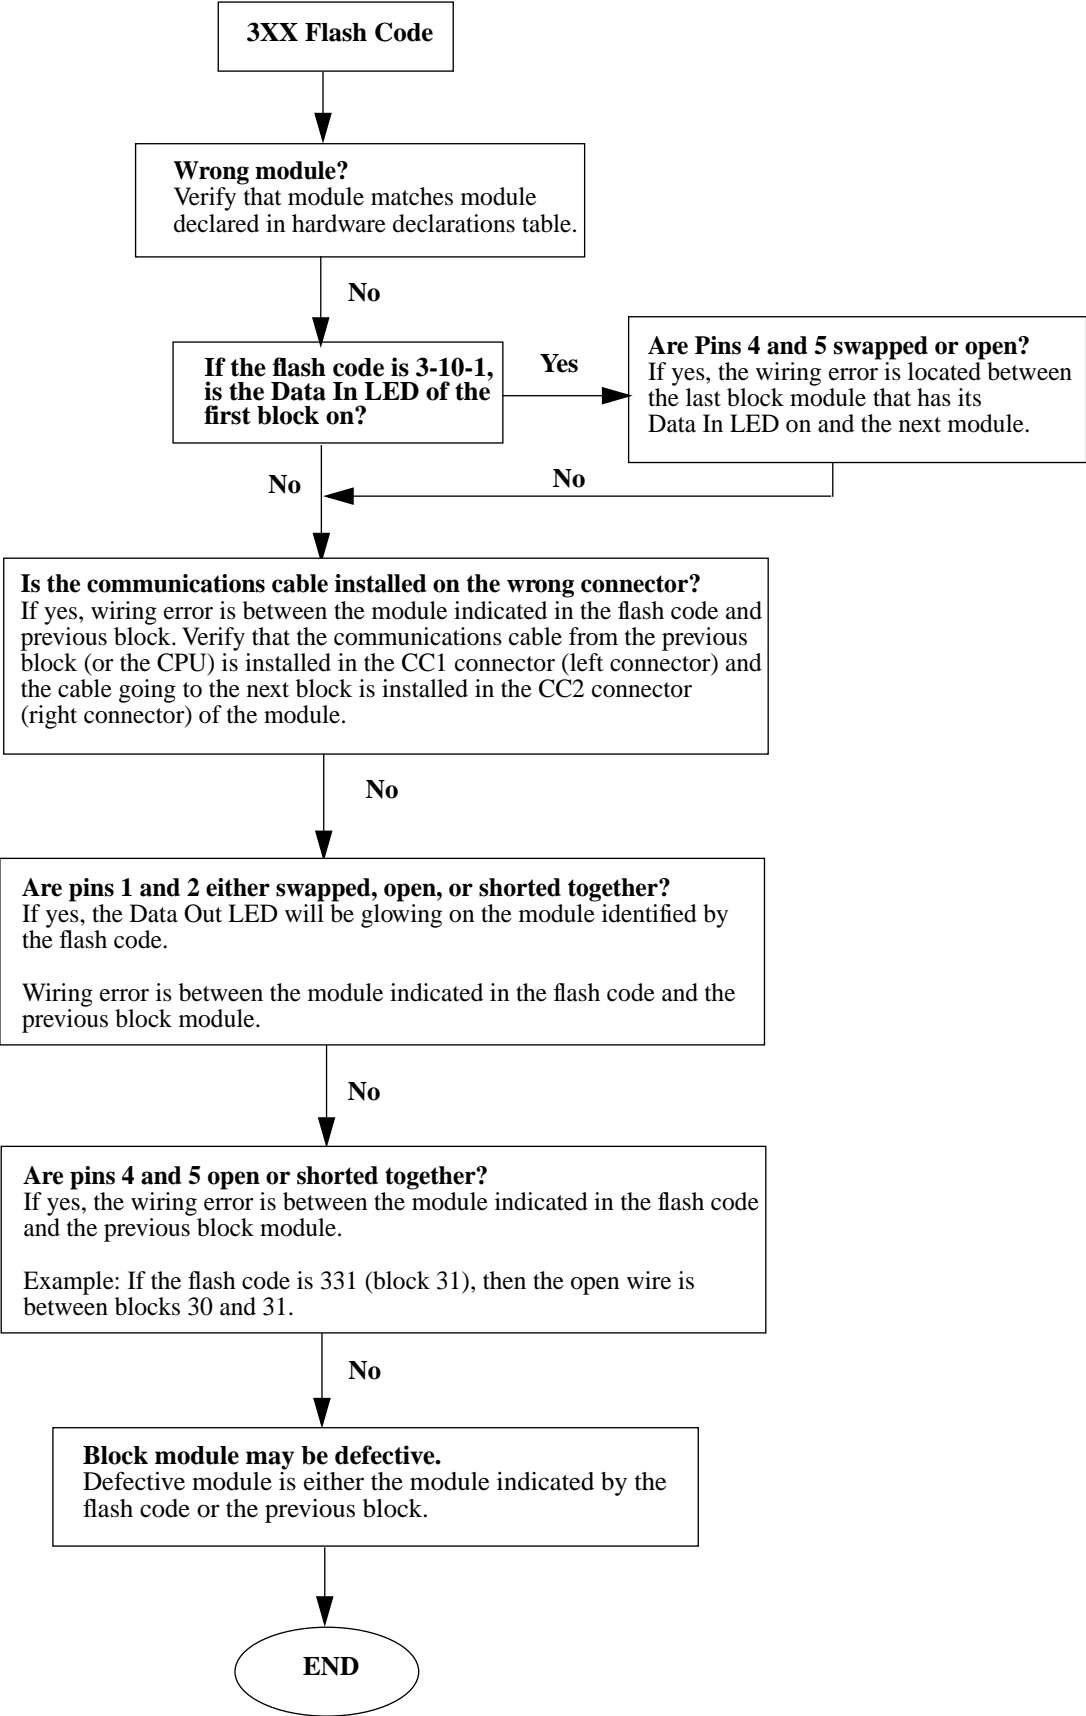 3XX Flash Code
Wrong module?
Verify that module matches module
declared in hardware declarations table.
No
If the flash code is 3-10-1,
is the Data In LED of the
first block on?
Yes
Are Pins 4 and 5 swapped or open?
If yes, the wiring error is located between
the last block module that has its
Data In LED on and the next module.
No
No
Is the communications cable installed on the wrong connector?
If yes, wiring error is between the module indicated in the flash code and
previous block. Verify that the communications cable from the previous
block (or the CPU) is installed in the CC1 connector (left connector) and
the cable going to the next block is installed in the CC2 connector
(right connector) of the module.
No
Are pins 1 and 2 either swapped, open, or shorted together?
If yes, the Data Out LED will be glowing on the module identified by
the flash code.
Wiring error is between the module indicated in the flash code and the
previous block module.
No
Are pins 4 and 5 open or shorted together?
If yes, the wiring error is between the module indicated in the flash code
and the previous block module.
Example: If the flash code is 331 (block 31), then the open wire is
between blocks 30 and 31.
No
Block module may be defective.
Defective module is either the module indicated by the
flash code or the previous block.
END